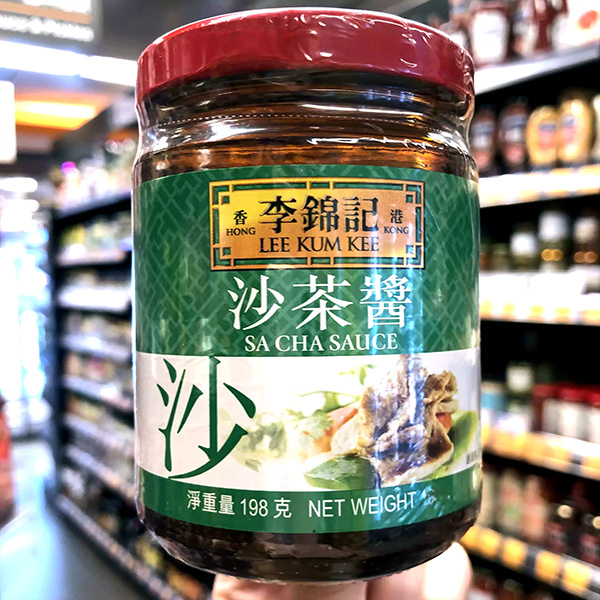 香 李錦記 港
HONG LEE KUM KEE KONG
沙茶醬
SA CHA SAUCE
沙
淨重量 198 克 NET WEIGHT